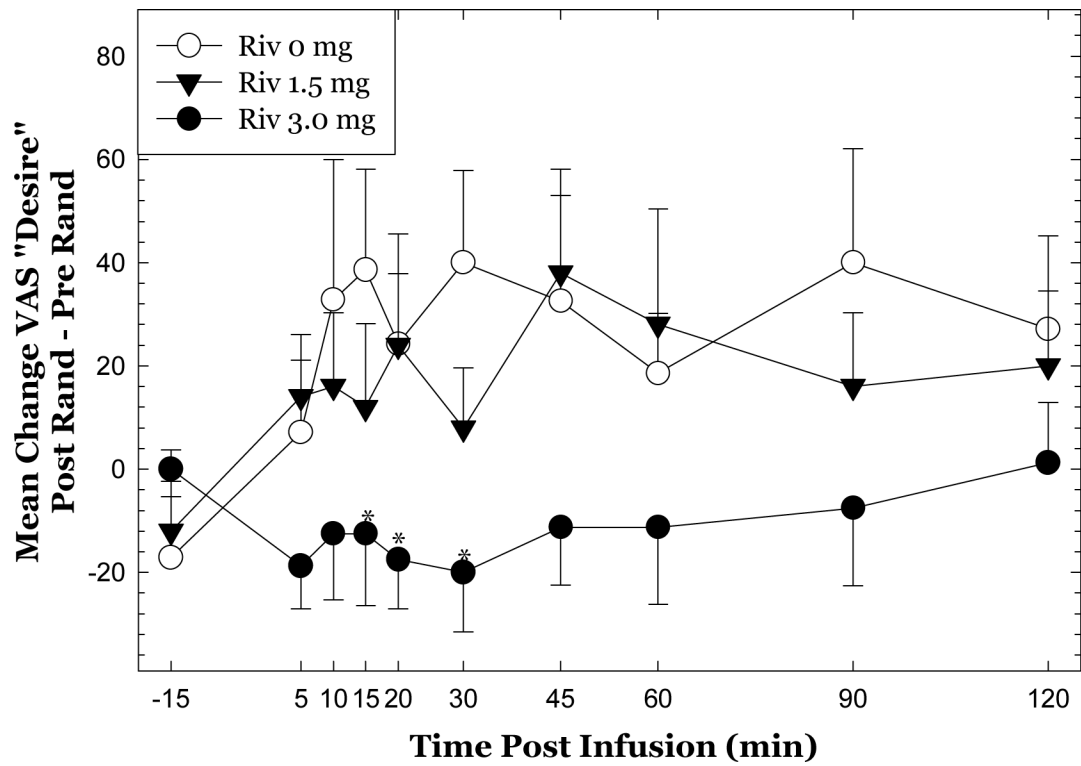 Riv 0 mg
Riv 1.5 mg
Riv 3.0 mg
Mean Change VAS "Desire"
Post Rand - Pre Rand
80
60
40
20
0
-20
*
*
*
-15 5 10 15 20 30 45 60 90 120
Time Post Infusion (min)